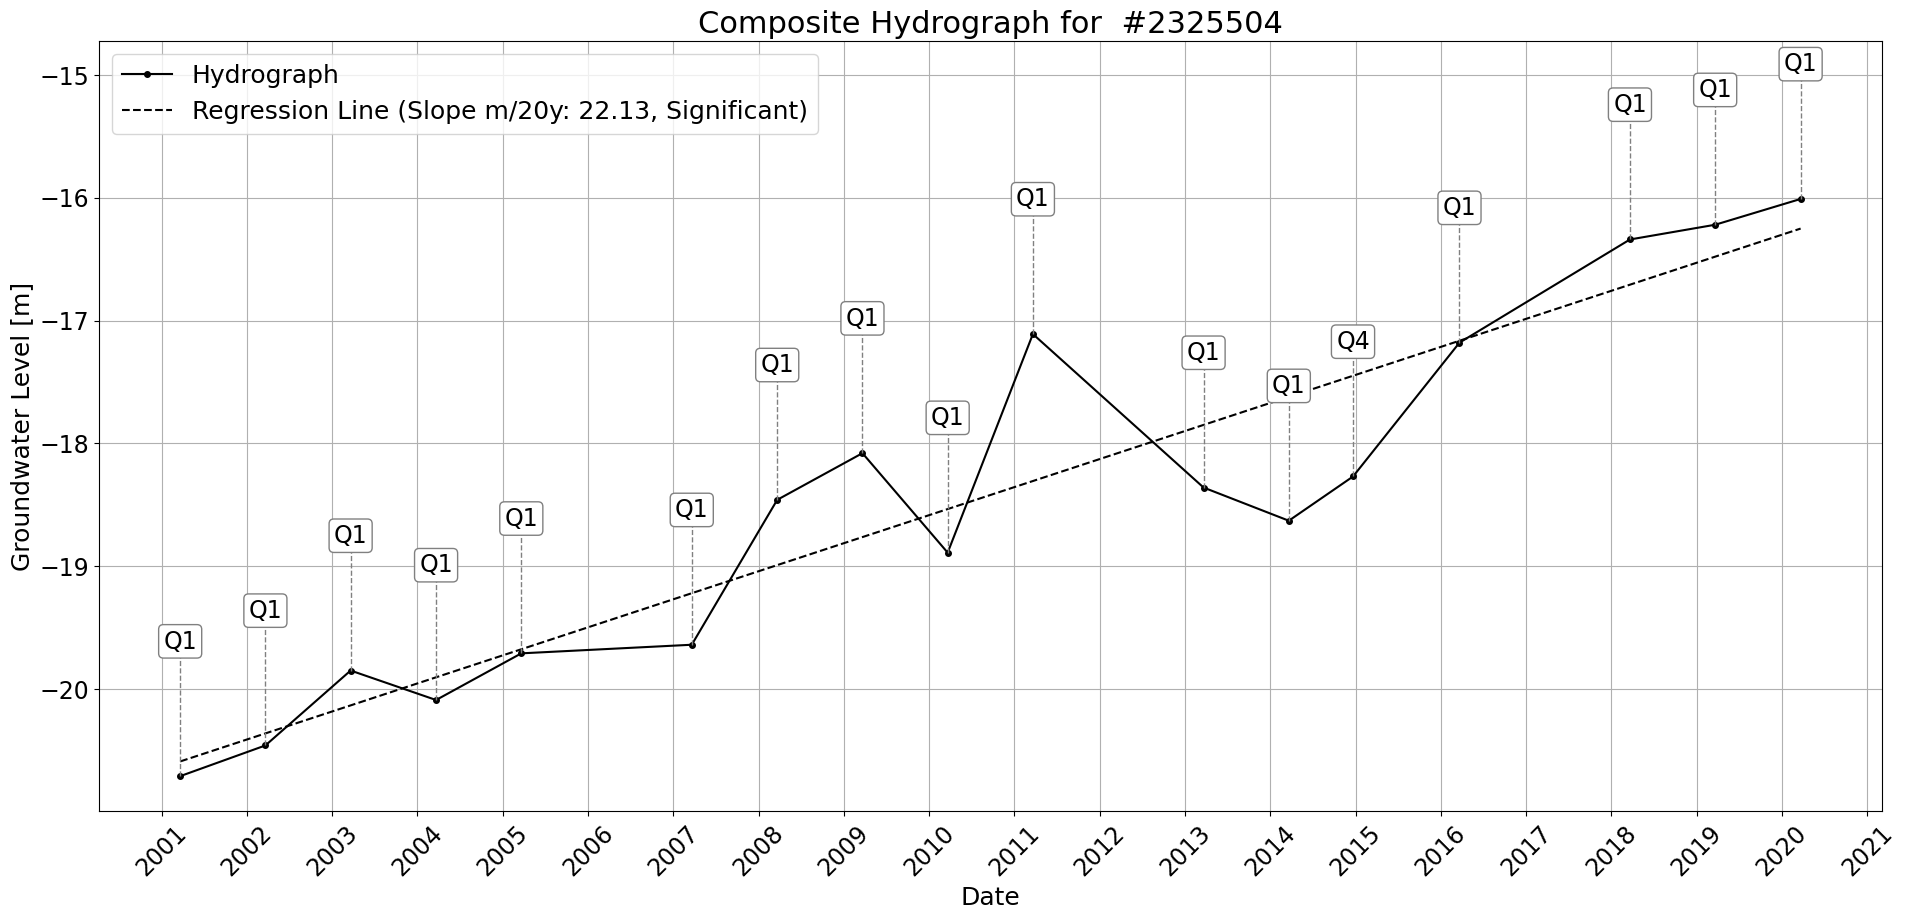 Composite Hydrograph for #2325504
Hydrograph
Regression Line (Slope m/20y: 22.13, Significant)
Groundwater Level [m]
−15
−16
−17
−18
−19
−20
Q1
Q1
Q1
Q1
Q1
Q1
Q1
Q1
Q1
Q1
Q1
Q1
Q4
Q1
Q1
Q1
Q1
2001
2002
2003
2004
2005
2006
2007
2008
2009
2010
2011
2012
2013
2014
2015
2016
2017
2018
2019
2020
2021
Date